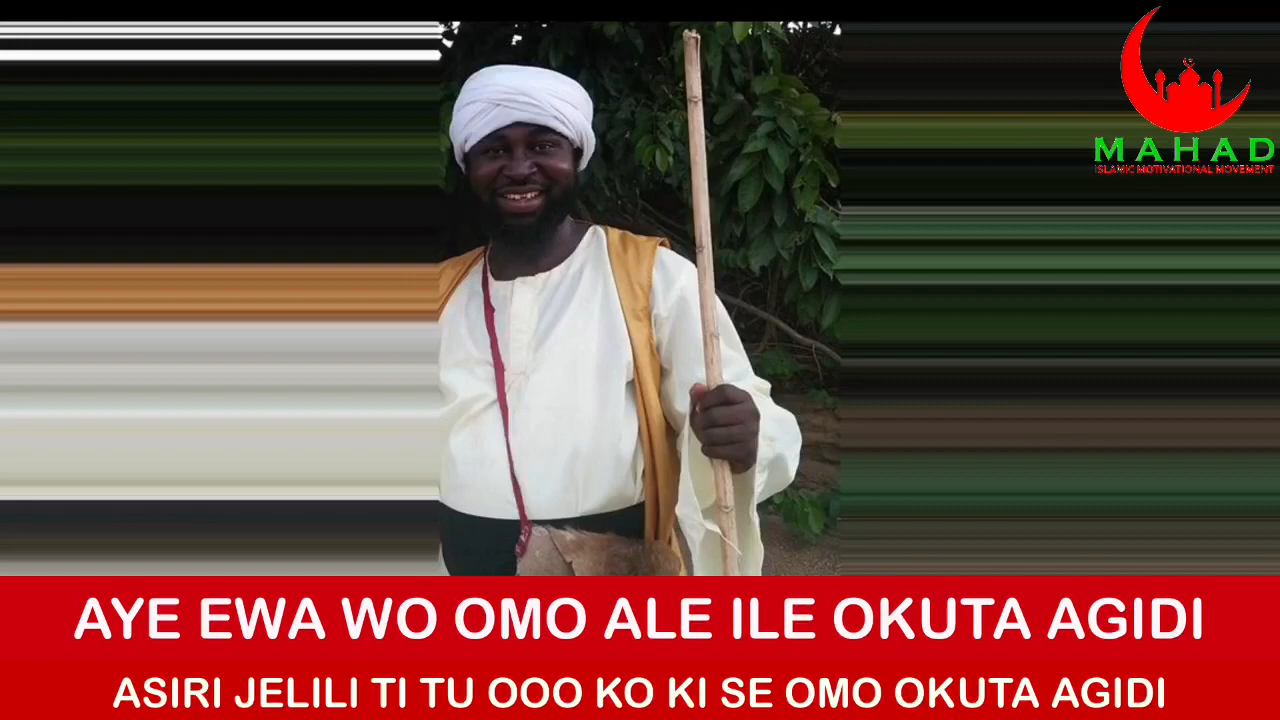 MAHAD
ISLAMIC MOTIVATIONAL MOVEMENT
AYE EWA WO OMO ALE ILE OKUTA AGIDI
ASIRI JELILI TI TU OOO KO KI SE OMO OKUTA AGIDI